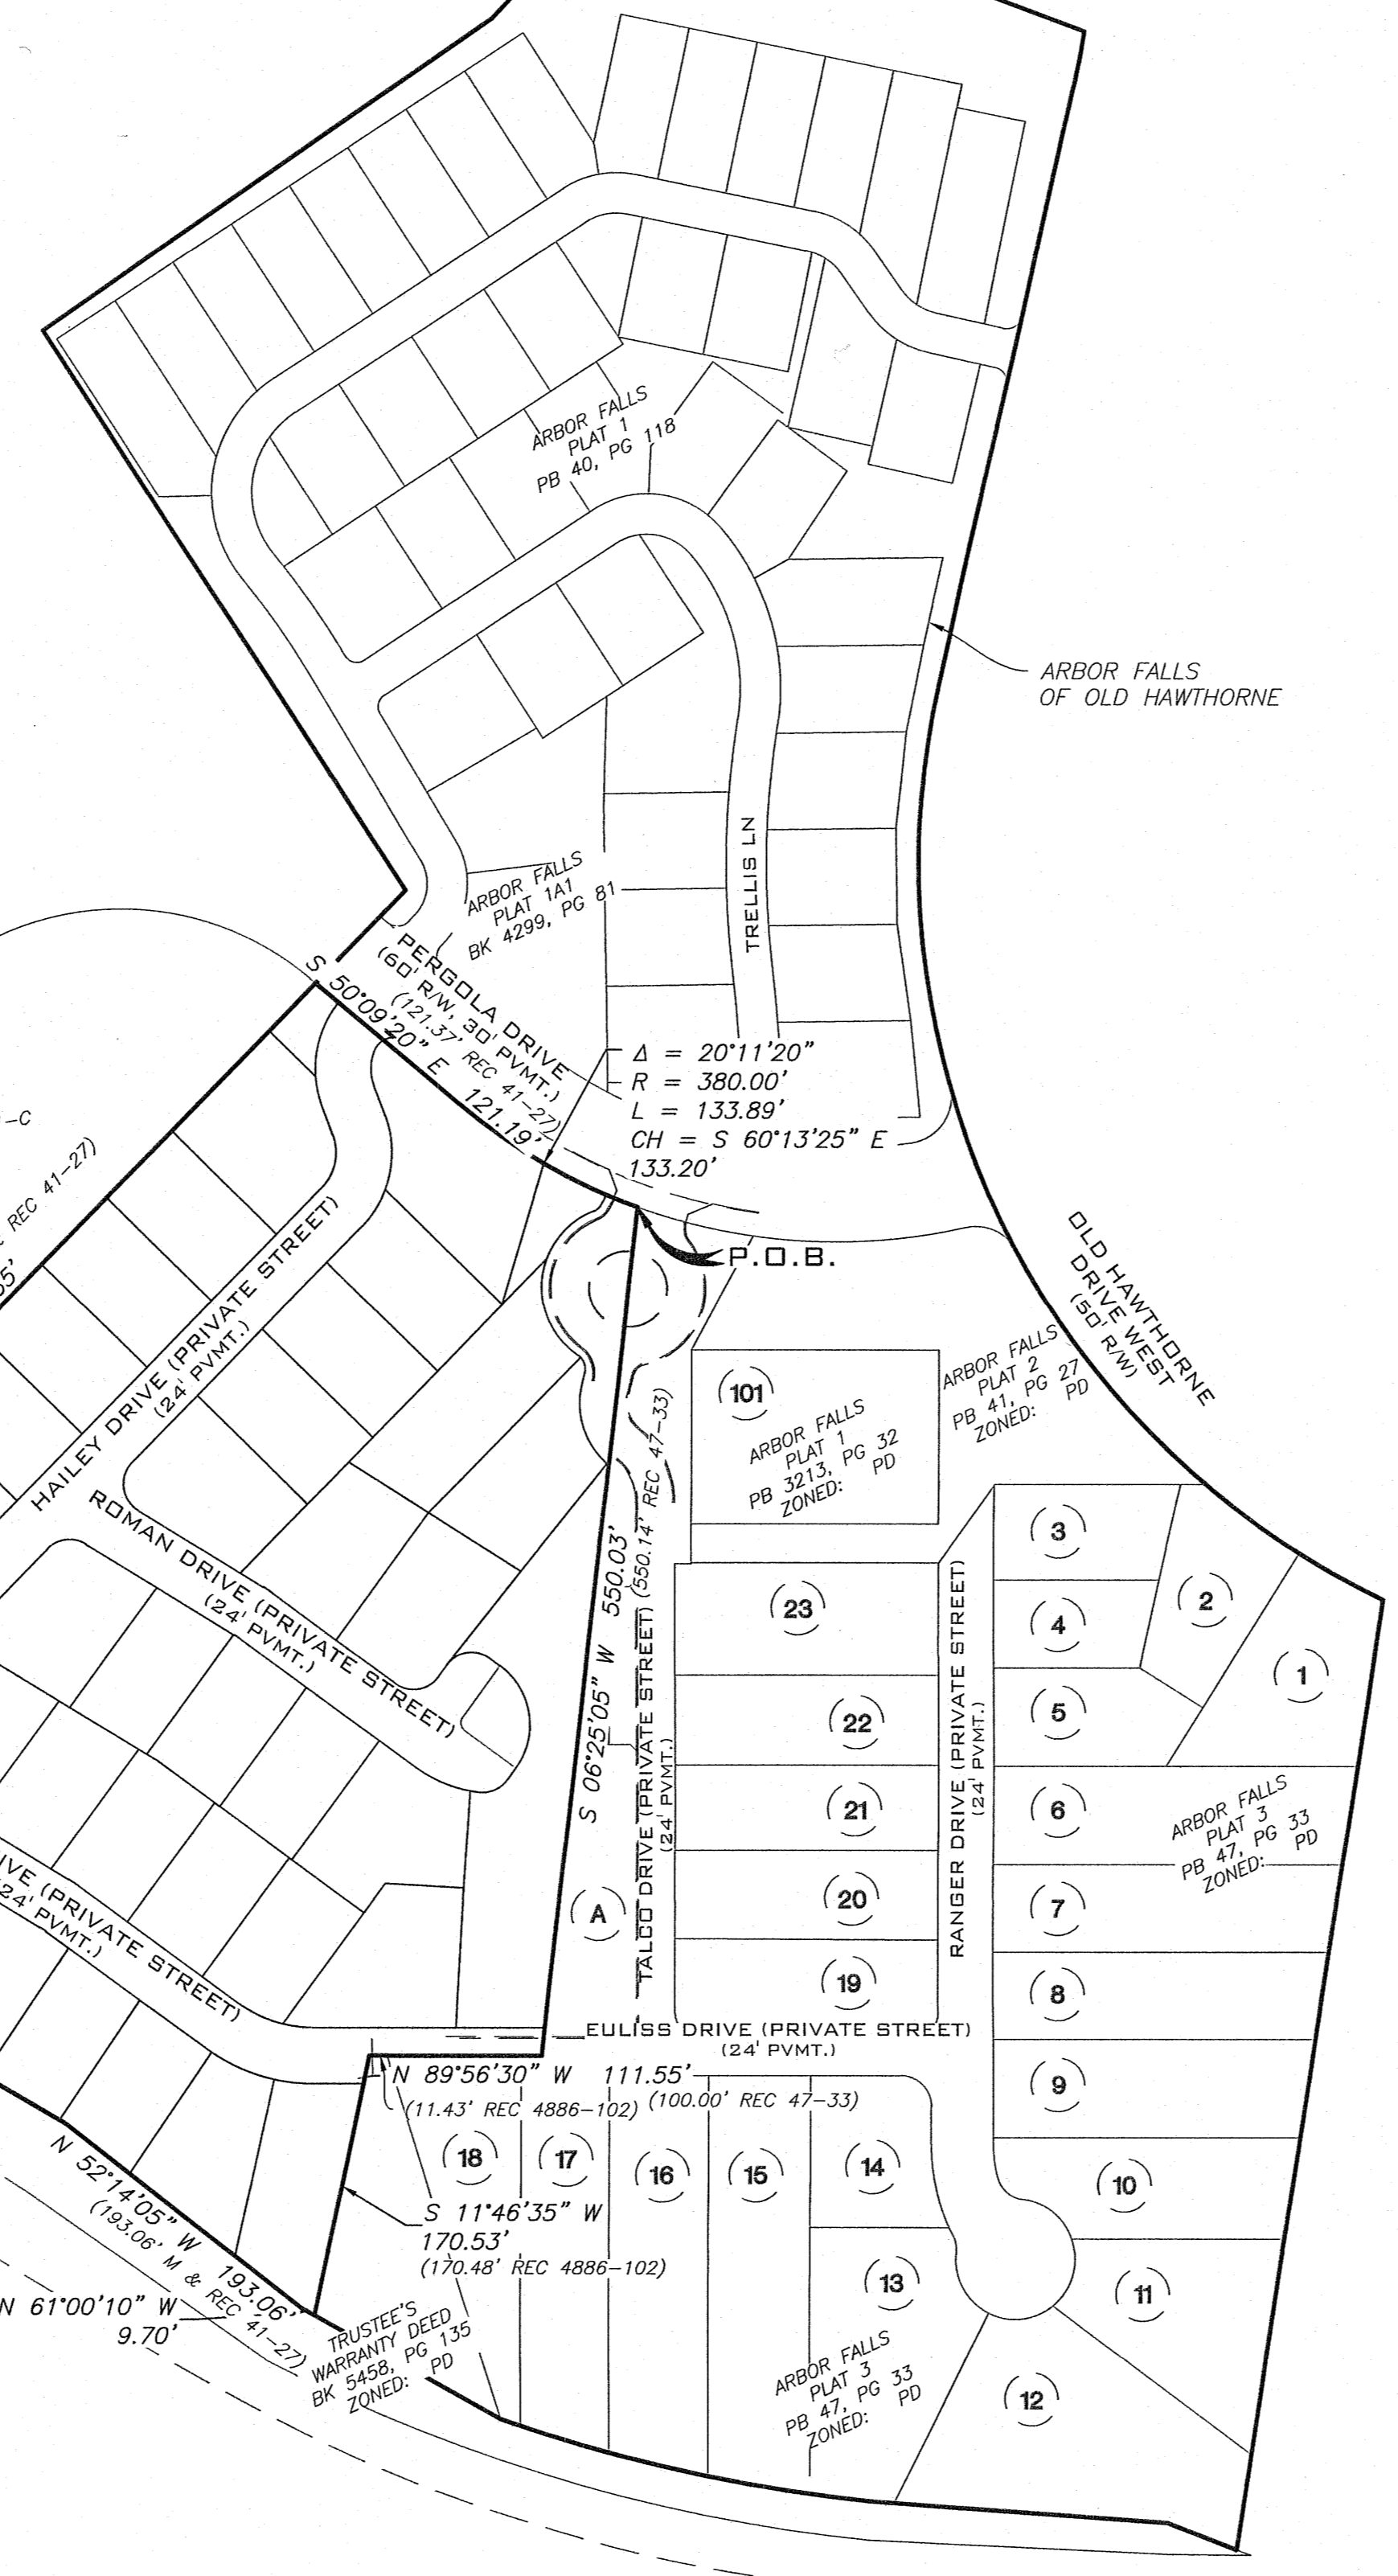 ARBOR FALLS
PLAT 1
PB 40, PG 118
ARBOR FALLS
OF OLD HAWTHORNE
TRELLIS LN
ARBOR FALLS
PLAT 1A1
BK 4299, PG 81
PERGOLA DRIVE
(60' R/W, 30' PVMT.)
(121.37' REC 41-27)
S 50°09'20" E 121.19'
Δ = 20°11'20"
R = 380.00'
L = 133.89'
CH = S 60°13'25" E
133.20'
-C
REC 41-27)
55'
P.O.B.
OLD HAWTHORNE
DRIVE WEST
(50' R/W)
HAILEY DRIVE (PRIVATE STREET)
(24' PVMT.)
ROMAN DRIVE (PRIVATE STREET)
(24' PVMT.)
101
ARBOR FALLS
PLAT 1
PB 3213, PG 32
ZONED: PD
ARBOR FALLS
PLAT 2
PB 41, PG 27
ZONED: PD
S 06°25'05" W 550.03'
(550.14' REC 47-33)
TALCO DRIVE (PRIVATE STREET)
(24' PVMT.)
RANGER DRIVE (PRIVATE STREET)
(24' PVMT.)
3
2
1
4
5
23
22
21
20
19
6
7
8
9
10
11
12
13
14
15
16
17
18
A
ARBOR FALLS
PLAT 3
PB 47, PG 33
ZONED: PD
IVE (PRIVATE STREET)
(24' PVMT.)
EULISS DRIVE (PRIVATE STREET)
(24' PVMT.)
N 89°56'30" W 111.55'
(11.43' REC 4886-102) (100.00' REC 47-33)
S 11°46'35" W
170.53'
(170.48' REC 4886-102)
N 52°14'05" W 193.06'
(193.06' M & REC 41-27)
N 61°00'10" W
9.70'
TRUSTEE'S
WARRANTY DEED
BK 5458, PG 135
ZONED: PD
ARBOR FALLS
PLAT 3
PB 47, PG 33
ZONED: PD